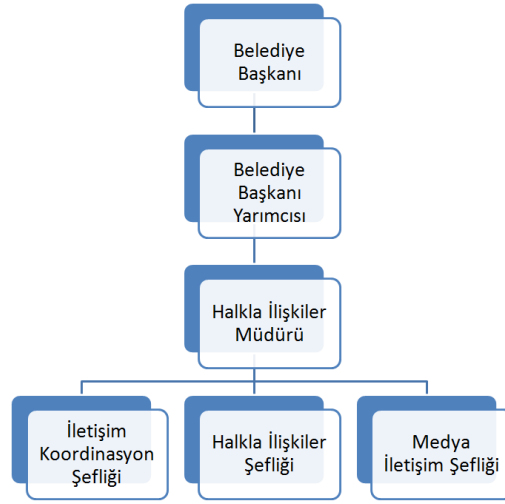 Belediye
Başkanı
Belediye
Başkanı
Yarımcısı
Halkla İlişkiler
Müdürü
İletişim
Koordinasyon
Şefliği
Halkla İlişkiler
Şefliği
Medya
İletişim Şefliği